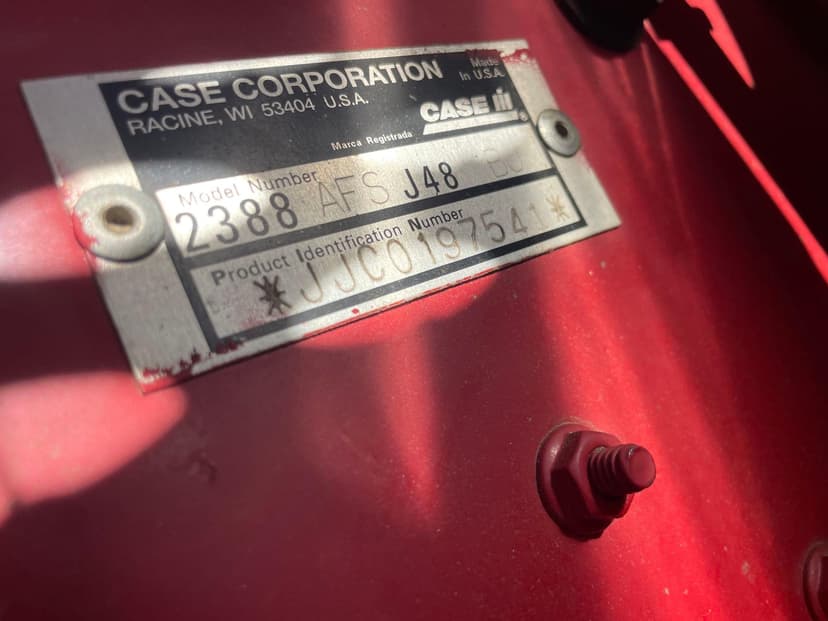 CASE CORPORATION
RACINE, WI 53404 U.S.A.
Made
In U.S.A.
CASE IH®
Marca Registrada
Model Number
2388 AFS J48
Product Identification Number
*JJC0197541*